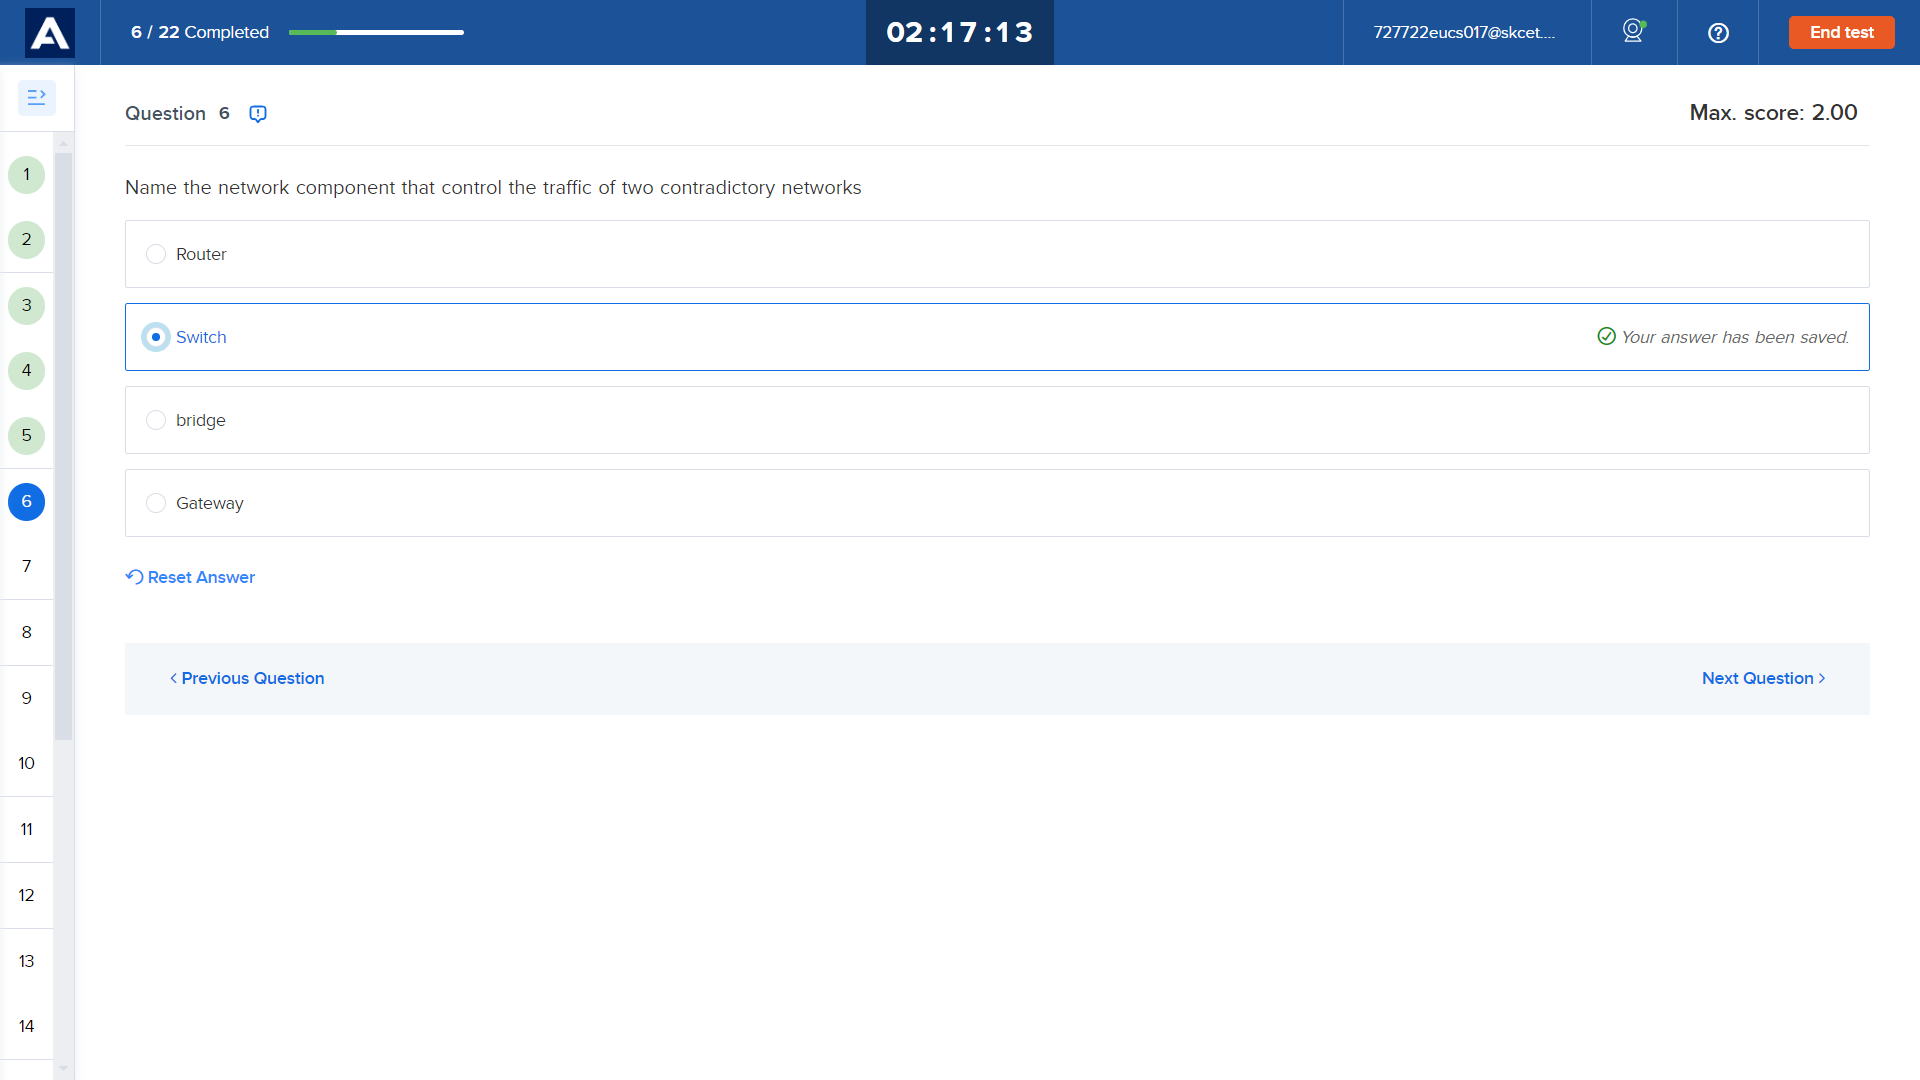 6 / 22 Completed
02:17:13
727722eucs017@skcet....
End test
Question 6
Max. score: 2.00
1
2
3
4
5
6
7
8
9
10
11
12
13
14
Name the network component that control the traffic of two contradictory networks
Router
Switch
Your answer has been saved.
bridge
Gateway
Reset Answer
Previous Question
Next Question